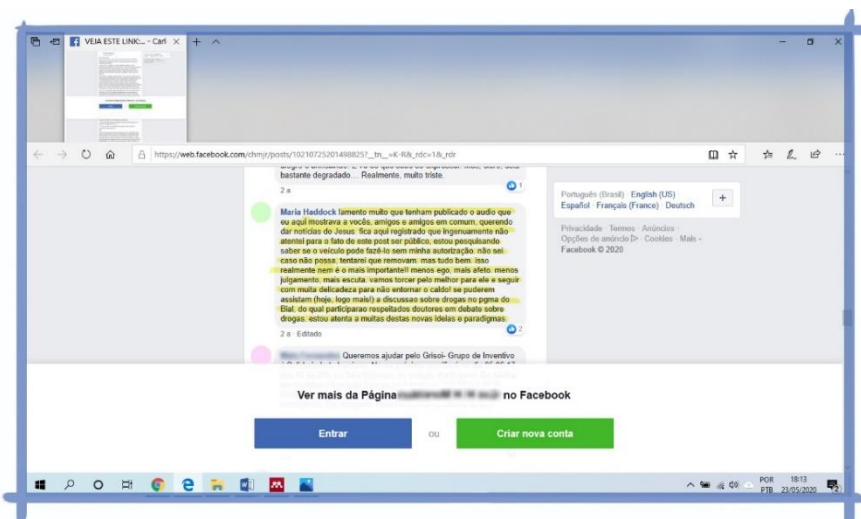 VEJA ESTE LINK:... - Carl
https://web.facebook.com/chmjr/posts/10210725201498825?_tn_=K-R&_rdc=1&_rdr
bastante degradado... Realmente, muito triste.
2 a
1
Maria Haddock lamento muito que tenham publicado o audio que
eu aqui mostrava a vocês, amigos e amigos em comum, querendo
dar noticias do Jesus. fica aqui registrado que ingenuamente não
atentei para o fato de este post ser público, estou pesquisando
saber se o veículo pode fazê-lo sem minha autorização. não sei.
caso não possa, tentarei que removam. mas tudo bem. isso
realmente nem é o mais importante!! menos ego, mais afeto. menos
julgamento, mais escuta. vamos torcer pelo melhor para ele e seguir
com muita delicadeza para não entornar o caldo! se puderem
assistam (hoje, logo mais!) a discussao sobre drogas no pgma do
Bial, do qual participarao respeitados doutores em debate sobre
drogas. estou atenta a muitas destas novas ideias e paradigmas.
2 a · Editado
2
Queremos ajudar pelo Grisoi- Grupo de Inventivo
Português (Brasil) · English (US)
Español · Français (France) · Deutsch
Privacidade · Termos · Anúncios ·
Opções de anúncio · Cookies · Mais
Facebook © 2020
Ver mais da Página no Facebook
Entrar
ou
Criar nova conta
POR
PTB
18:13
23/05/2020